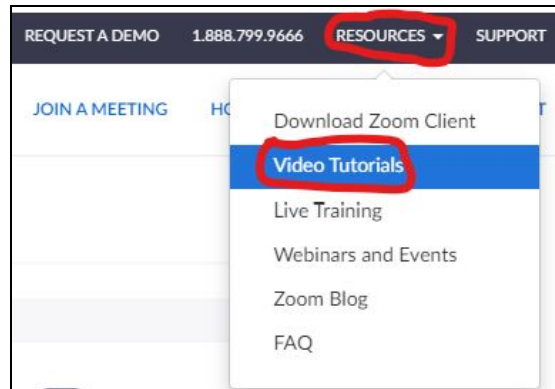 REQUEST A DEMO 1.888.799.9666 RESOURCES SUPPORT
JOIN A MEETING
Download Zoom Client
Video Tutorials
Live Training
Webinars and Events
Zoom Blog
FAQ